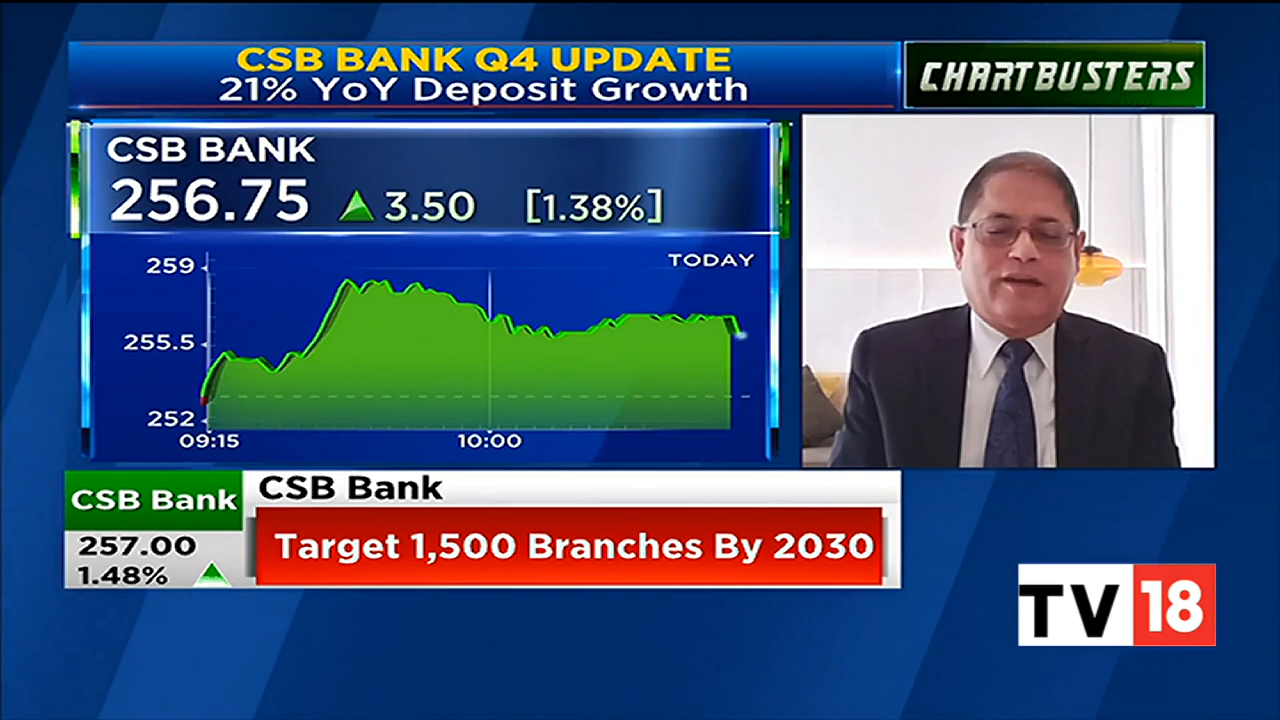 CSB BANK Q4 UPDATE
21% YoY Deposit Growth
CHARTBUSTERS
CSB BANK
256.75 3.50 [1.38%]
TODAY
259
255.5
252
09:15 10:00
CSB Bank
257.00
1.48%
CSB Bank
Target 1,500 Branches By 2030
TV18